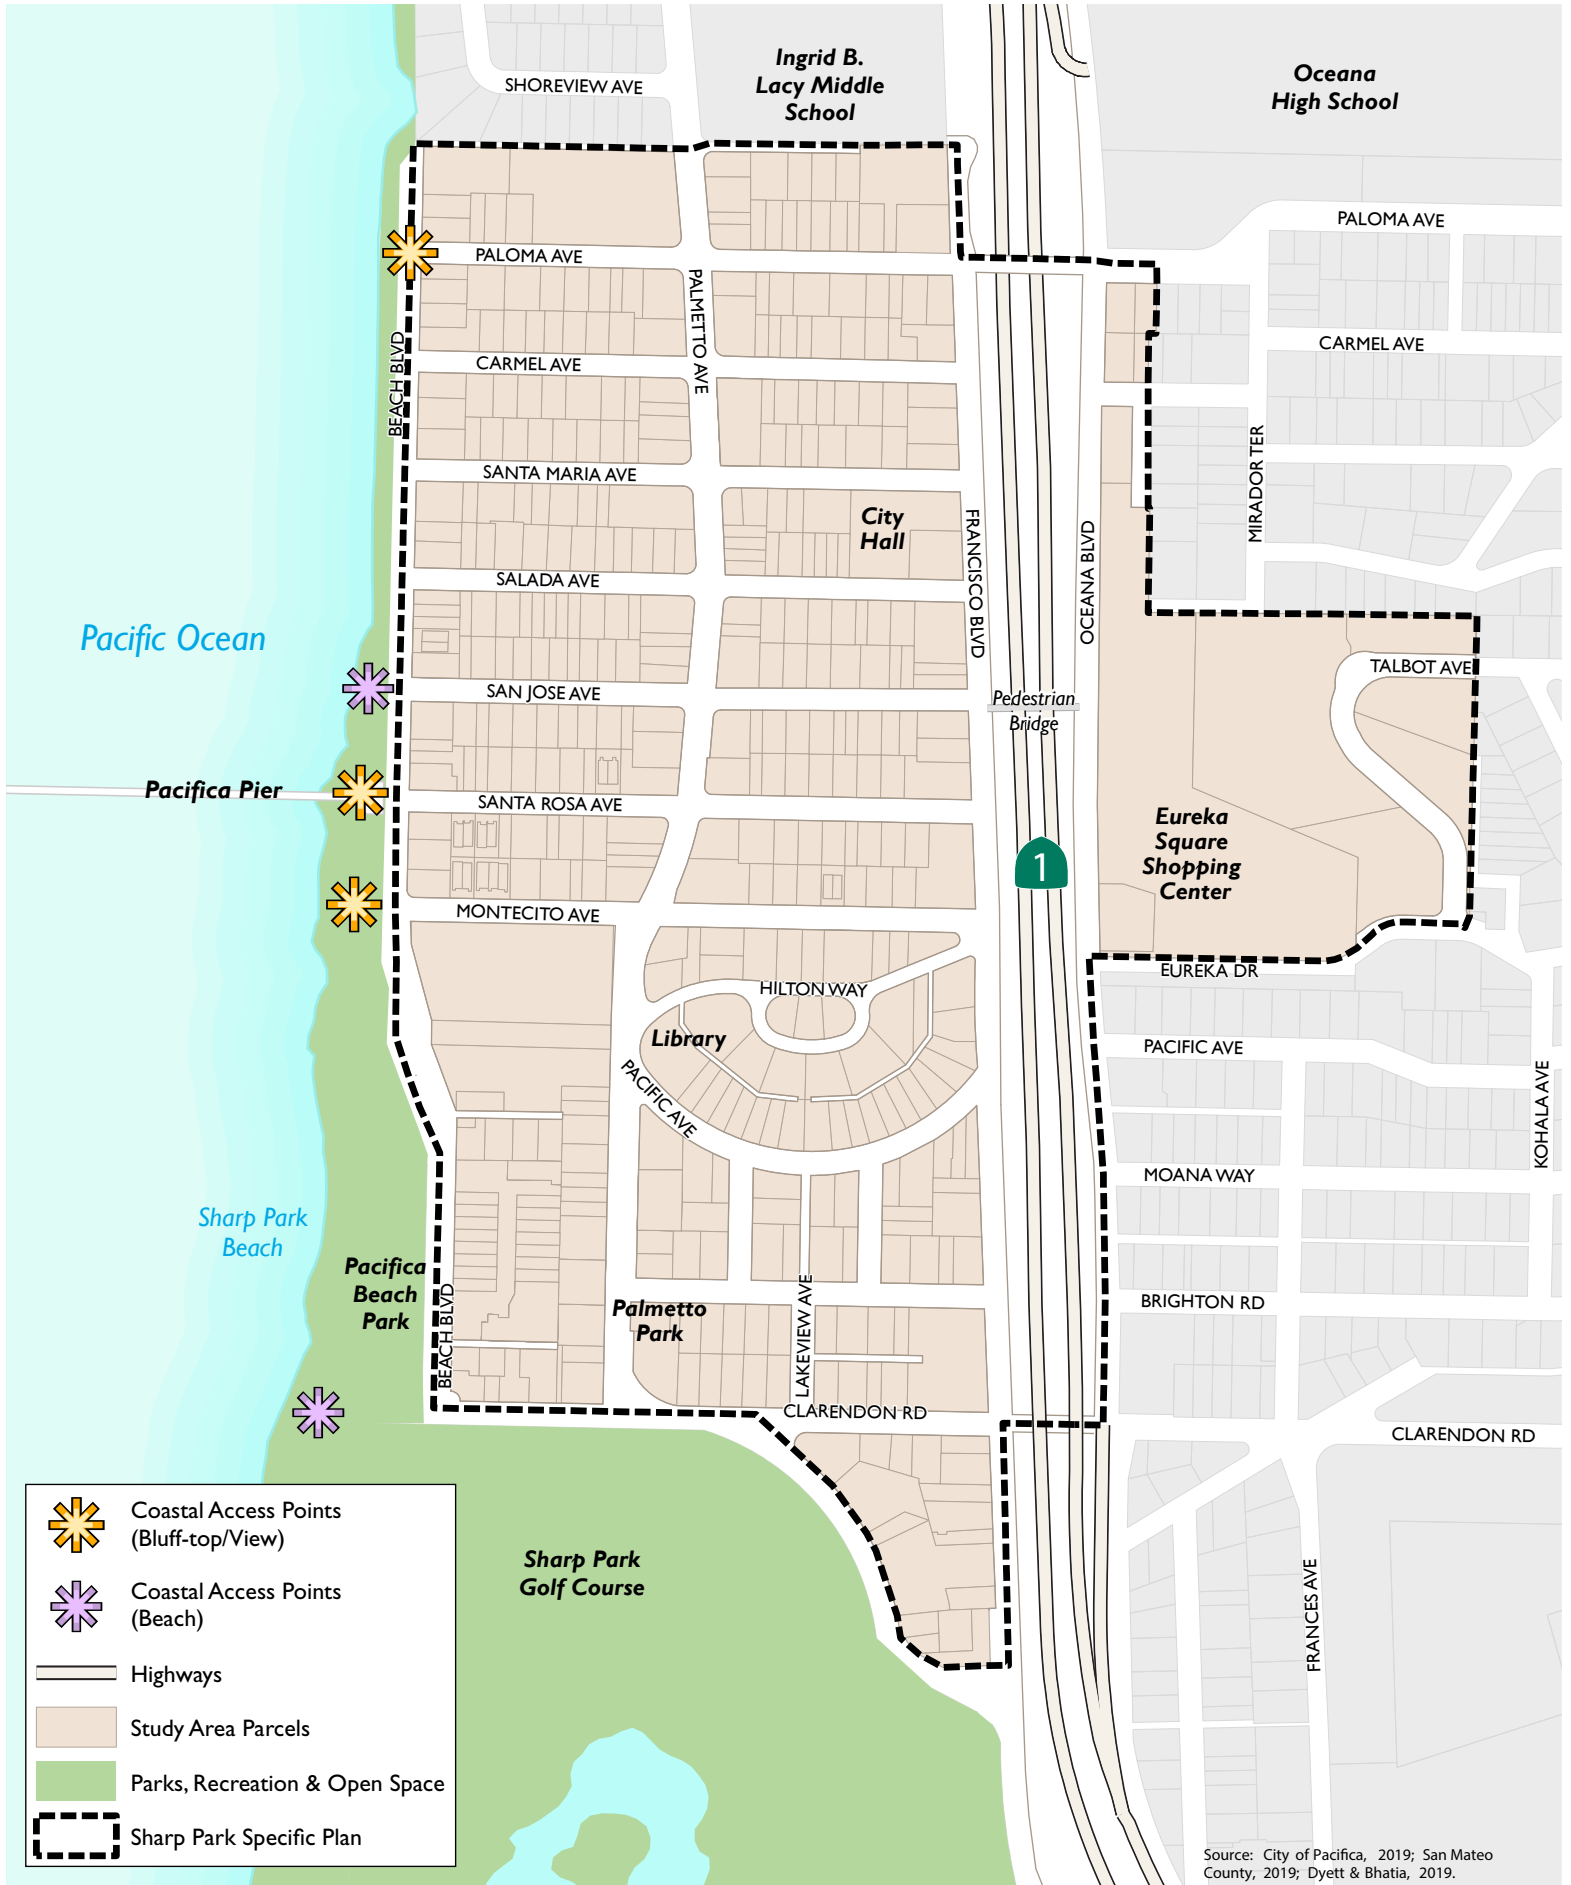 Ingrid B.
Lacy Middle
School
Oceana
High School
SHOREVIEW AVE
PALOMA AVE
PALOMA AVE
PALMETTO AVE
BEACH BLVD
CARMEL AVE
CARMEL AVE
SANTA MARIA AVE
MIRADOR TER
City
Hall
FRANCISCO BLVD
OCEANA BLVD
SALADA AVE
Pacific Ocean
TALBOT AVE
SAN JOSE AVE
Pedestrian
Bridge
Pacifica Pier
SANTA ROSA AVE
Eureka
Square
Shopping
Center
1
MONTECITO AVE
EUREKA DR
HILTON WAY
Library
PACIFIC AVE
PACIFIC AVE
KOHALA AVE
MOANA WAY
Sharp Park
Beach
Pacifica
Beach
Park
BEACH BLVD
Palmetto
Park
LAKEVIEW AVE
BRIGHTON RD
CLARENDON RD
CLARENDON RD
Sharp Park
Golf Course
FRANCES AVE
Coastal Access Points
(Bluff-top/View)
Coastal Access Points
(Beach)
Highways
Study Area Parcels
Parks, Recreation & Open Space
Sharp Park Specific Plan
Source: City of Pacifica, 2019; San Mateo
County, 2019; Dyett & Bhatia, 2019.